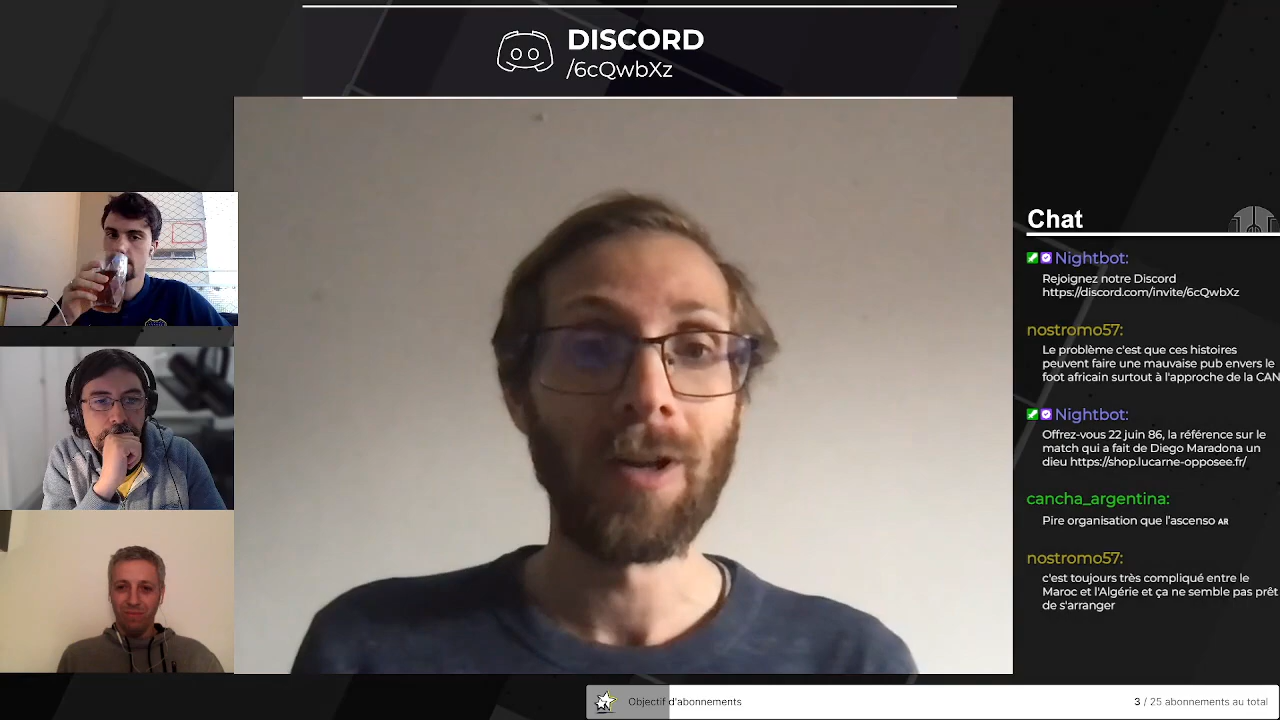 DISCORD
/6cQwbXz
Chat
Nightbot:
Rejoignez notre Discord
https://discord.com/invite/6cQwbXz
nostromo57:
Le problème c'est que ces histoires
peuvent faire une mauvaise pub envers le
foot africain surtout à l'approche de la CAN
Nightbot:
Offrez-vous 22 juin 86, la référence sur le
match qui a fait de Diego Maradona un
dieu https://shop.lucarne-opposee.fr/
cancha_argentina:
Pire organisation que l'ascenso AR
nostromo57:
c'est toujours très compliqué entre le
Maroc et l'Algérie et ça ne semble pas prêt
de s'arranger
Objectif d'abonnements
3 / 25 abonnements au total